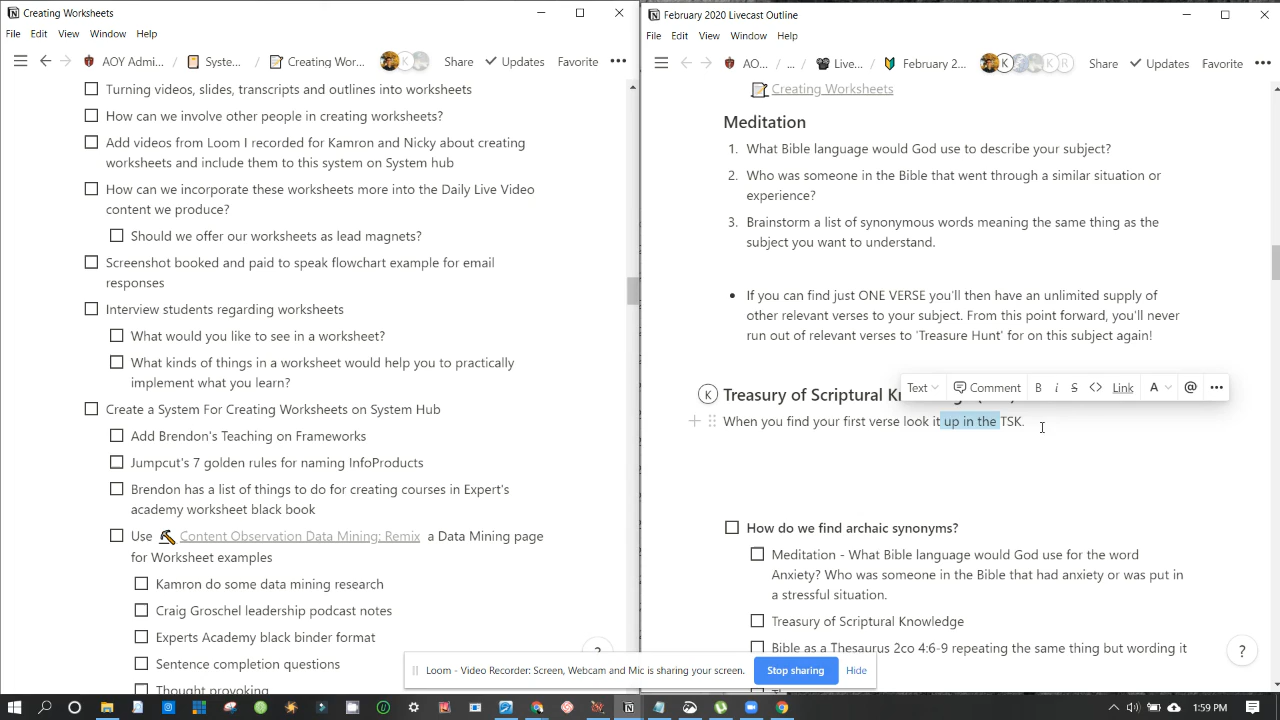 Creating Worksheets
File Edit View Window Help
AOY Admi... / Syste... / Creating Wor... K Share Updates Favorite
Turning videos, slides, transcripts and outlines into worksheets
How can we involve other people in creating worksheets?
Add videos from Loom I recorded for Kamron and Nicky about creating
worksheets and include them to this system on System hub
How can we incorporate these worksheets more into the Daily Live Video
content we produce?
Should we offer our worksheets as lead magnets?
Screenshot booked and paid to speak flowchart example for email
responses
Interview students regarding worksheets
What would you like to see in a worksheet?
What kinds of things in a worksheet would help you to practically
implement what you learn?
Create a System For Creating Worksheets on System Hub
Add Brendon's Teaching on Frameworks
Jumpcut's 7 golden rules for naming InfoProducts
Brendon has a list of things to do for creating courses in Expert's
academy worksheet black book
Use Content Observation Data Mining: Remix a Data Mining page
for Worksheet examples
Kamron do some data mining research
Craig Groschel leadership podcast notes
Experts Academy black binder format
Sentence completion questions
Thought provoking
February 2020 Livecast Outline
File Edit View Window Help
AO... / ... / Live... / February 2... K K R Share Updates Favorite
Creating Worksheets
Meditation
1. What Bible language would God use to describe your subject?
2. Who was someone in the Bible that went through a similar situation or
experience?
3. Brainstorm a list of synonymous words meaning the same thing as the
subject you want to understand.
• If you can find just ONE VERSE you'll then have an unlimited supply of
other relevant verses to your subject. From this point forward, you'll never
run out of relevant verses to 'Treasure Hunt' for on this subject again!
Text Comment B i S <> Link A @
K Treasury of Scriptural
When you find your first verse look it up in the TSK.
How do we find archaic synonyms?
Meditation - What Bible language would God use for the word
Anxiety? Who was someone in the Bible that had anxiety or was put in
a stressful situation.
Treasury of Scriptural Knowledge
Bible as a Thesaurus 2co 4:6-9 repeating the same thing but wording it
?
Loom - Video Recorder: Screen, Webcam and Mic is sharing your screen. Stop sharing Hide
1:59 PM